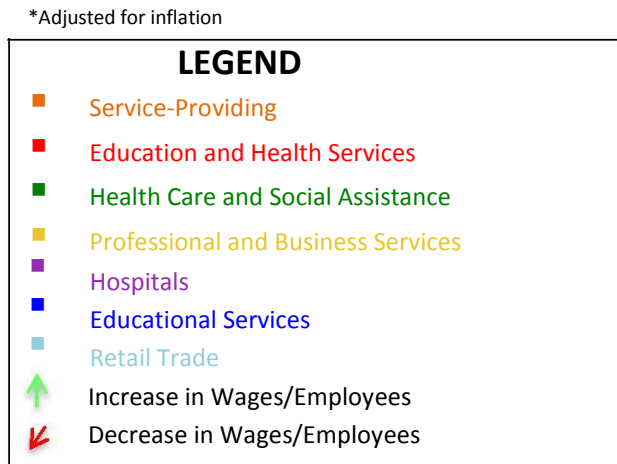 *Adjusted for inflation
LEGEND
Service-Providing
Education and Health Services
Health Care and Social Assistance
Professional and Business Services
Hospitals
Educational Services
Retail Trade
Increase in Wages/Employees
Decrease in Wages/Employees